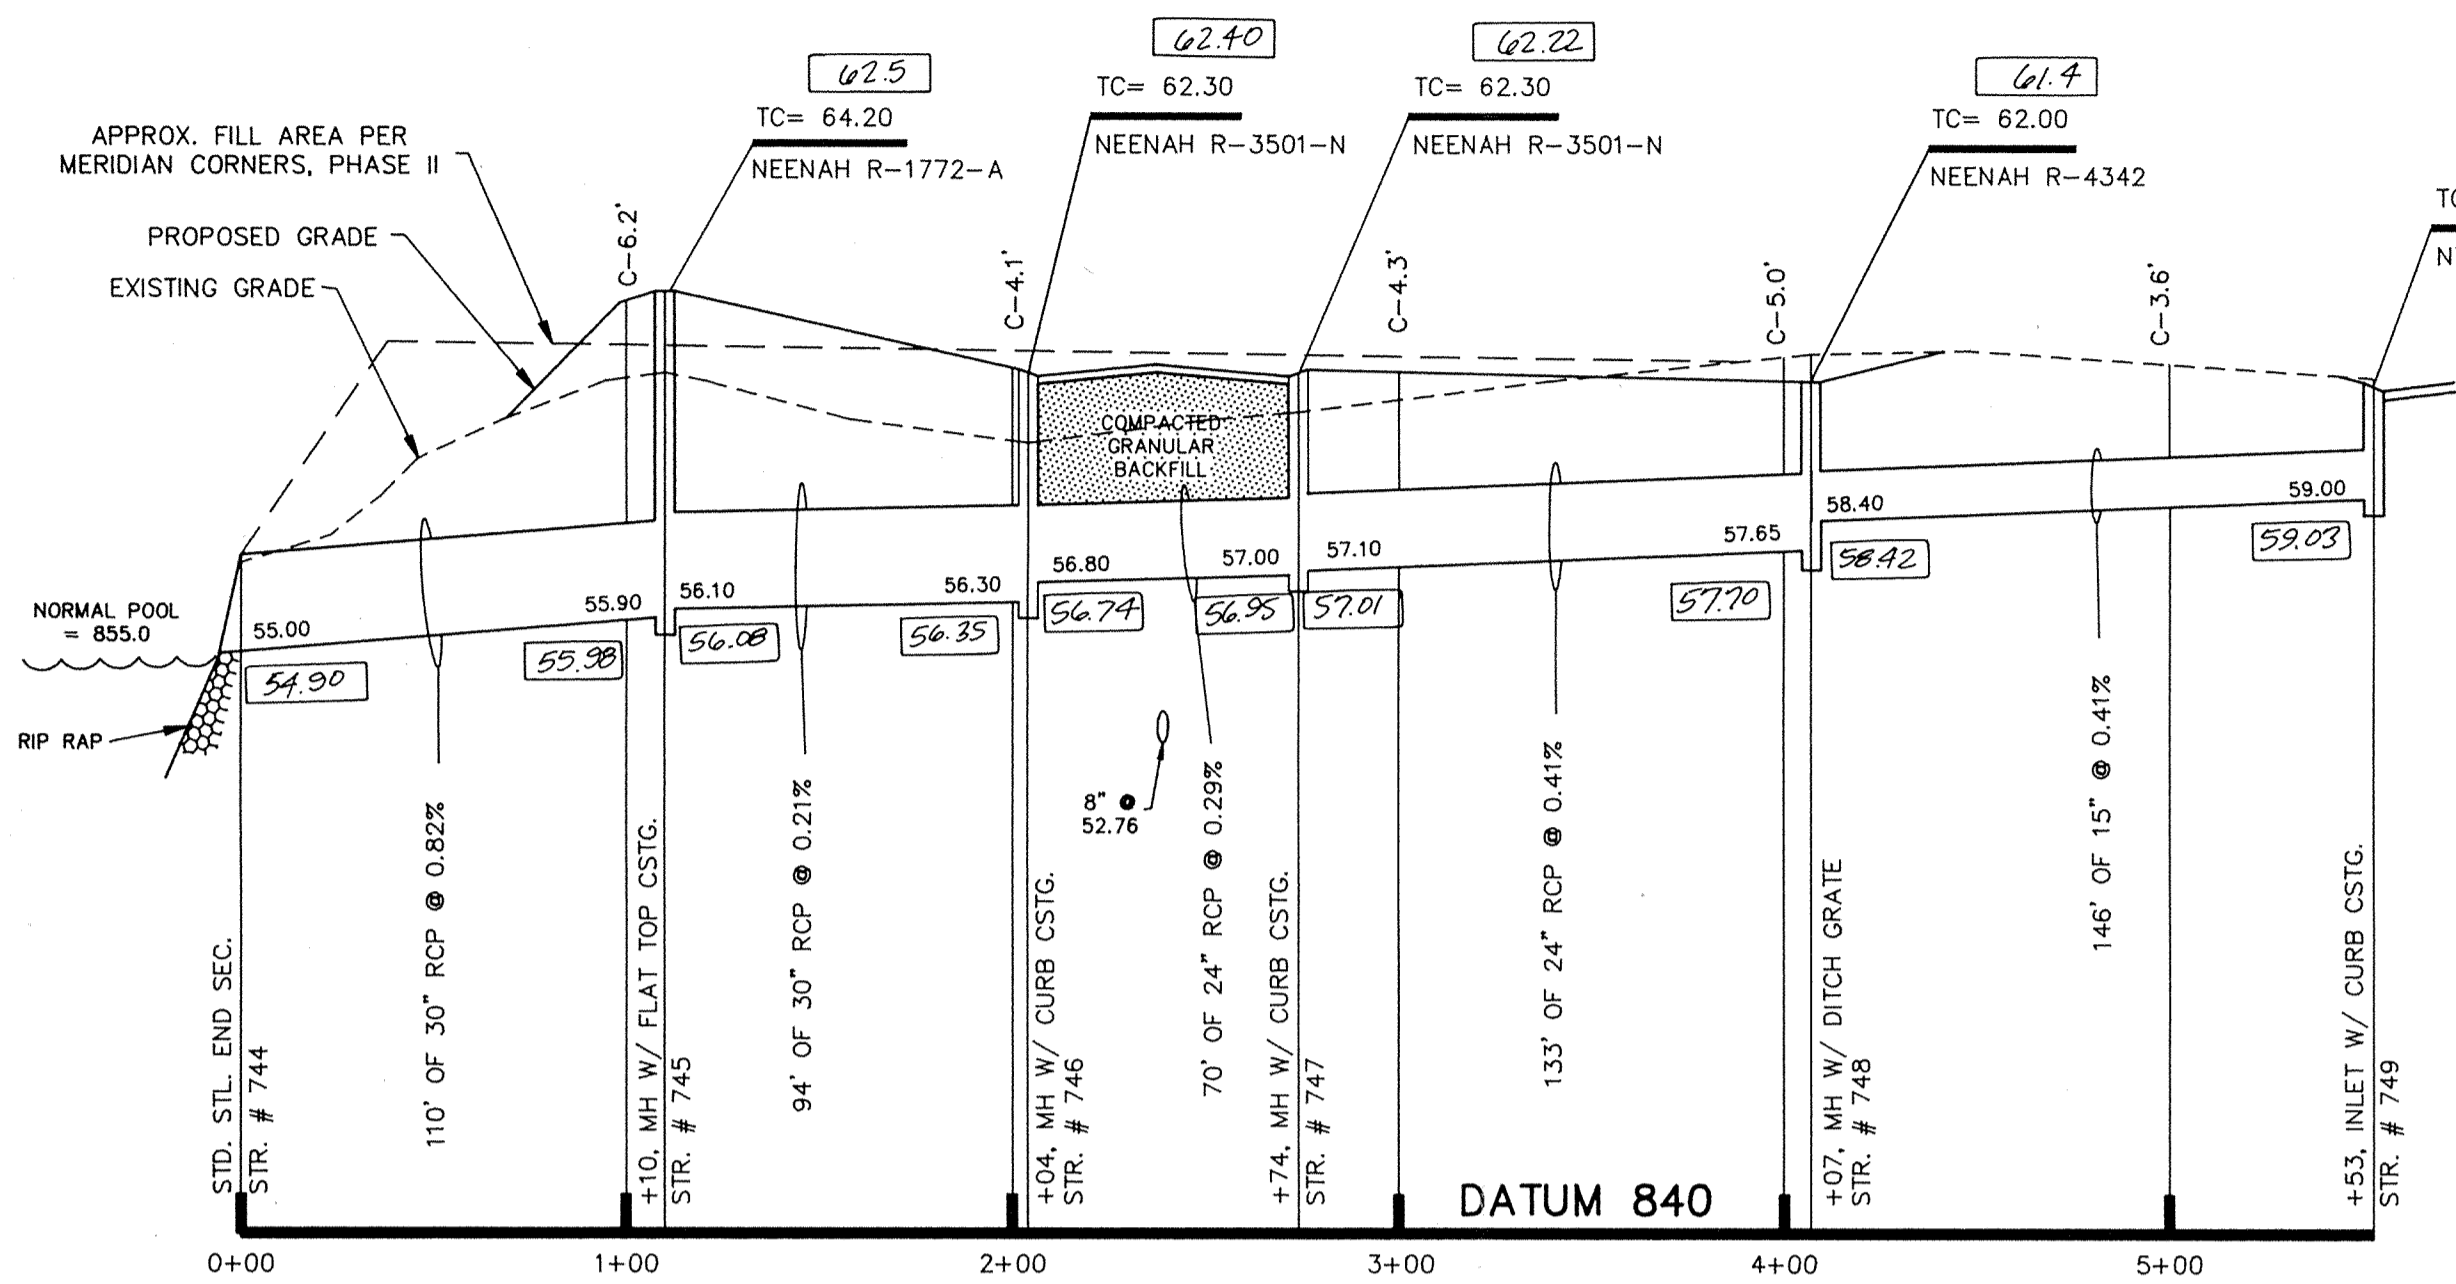 62.5
TC= 64.20
NEENAH R-1772-A
62.40
TC= 62.30
NEENAH R-3501-N
62.22
TC= 62.30
NEENAH R-3501-N
61.4
TC= 62.00
NEENAH R-4342
TC
N
APPROX. FILL AREA PER
MERIDIAN CORNERS, PHASE II
PROPOSED GRADE
EXISTING GRADE
C-6.2'
C-4.1'
C-4.3'
C-5.0'
C-3.6'
COMPACTED
GRANULAR
BACKFILL
NORMAL POOL
= 855.0
RIP RAP
55.00
54.90
55.90
55.98
56.10
56.08
56.30
56.35
56.80
56.74
57.00
56.95
57.10
57.01
57.65
57.70
58.40
58.42
59.00
59.03
8" @
52.76
110' OF 30" RCP @ 0.82%
94' OF 30" RCP @ 0.21%
70' OF 24" RCP @ 0.29%
133' OF 24" RCP @ 0.41%
146' OF 15" @ 0.41%
STD. STL. END SEC.
STR. # 744
+10, MH W/ FLAT TOP CSTG.
STR. # 745
+04, MH W/ CURB CSTG.
STR. # 746
+74, MH W/ CURB CSTG.
STR. # 747
+07, MH W/ DITCH GRATE
STR. # 748
+53, INLET W/ CURB CSTG.
STR. # 749
DATUM 840
0+00
1+00
2+00
3+00
4+00
5+00